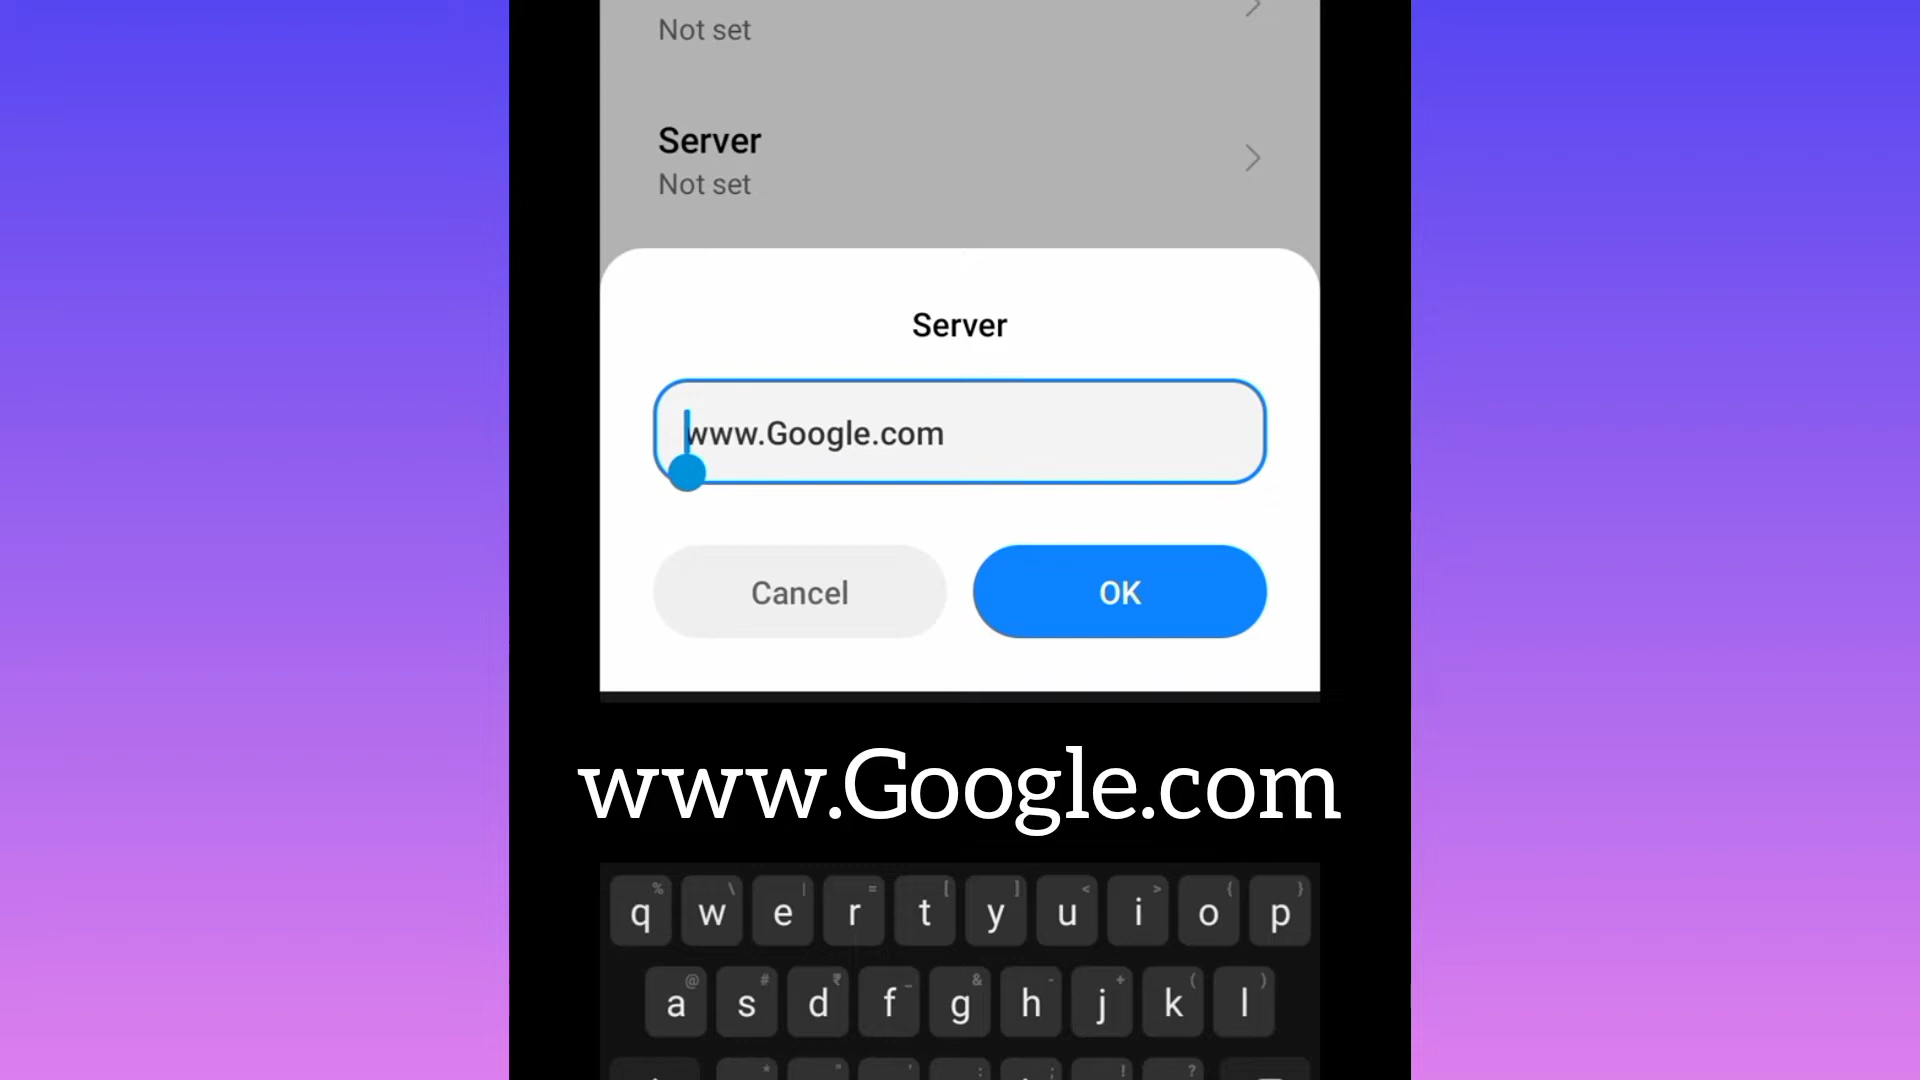 Not set
Server
Not set
Server
www.Google.com
Cancel OK
www.Google.com
% \ | = [ ] < > { }
q w e r t y u i o p
@ # ₹ _ & - + ( )
a s d f g h j k l
* " ' : ; ! ?